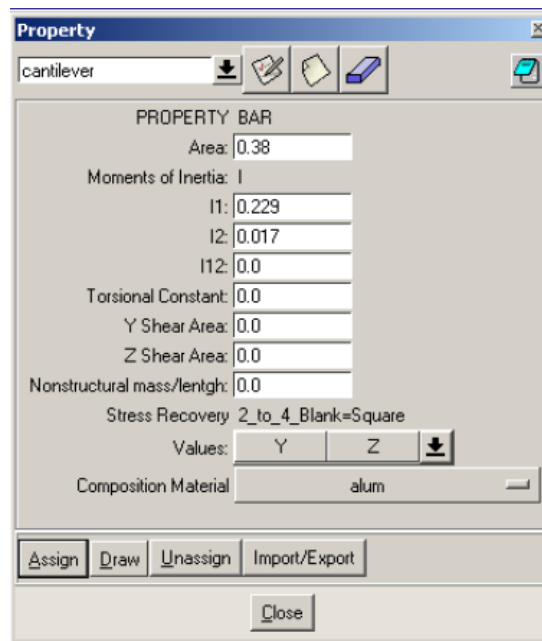 Property
cantilever
PROPERTY BAR
Area: 0.38
Moments of Inertia: I
I1: 0.229
I2: 0.017
I12: 0.0
Torsional Constant: 0.0
Y Shear Area: 0.0
Z Shear Area: 0.0
Nonstructural mass/lentgh: 0.0
Stress Recovery 2_to_4_Blank=Square
Values: Y Z
Composition Material alum
Assign Draw Unassign Import/Export
Close